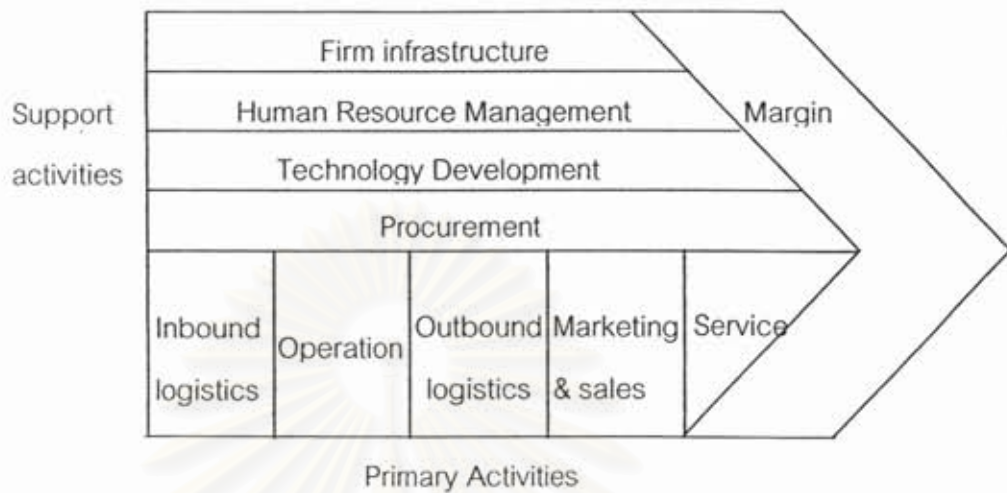 Firm infrastructure
Support
activities
Human Resource Management
Margin
Technology Development
Procurement
Inbound
logistics
Operation
Outbound
logistics
Marketing
& sales
Service
Primary Activities